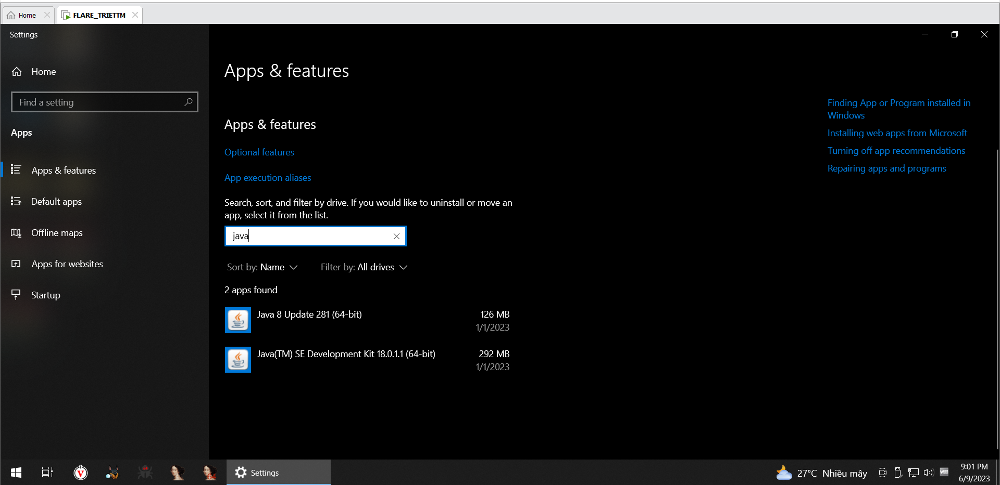 Home
FLARE_TRIETTM
Settings
Home
Find a setting
Apps
Apps & features
Default apps
Offline maps
Apps for websites
Startup
Apps & features
Apps & features
Optional features
App execution aliases
Search, sort, and filter by drive. If you would like to uninstall or move an
app, select it from the list.
java
Sort by: Name
Filter by: All drives
2 apps found
Java 8 Update 281 (64-bit)
126 MB
1/1/2023
Java(TM) SE Development Kit 18.0.1.1 (64-bit)
292 MB
1/1/2023
Finding App or Program installed in
Windows
Installing web apps from Microsoft
Turning off app recommendations
Repairing apps and programs
V
64
Settings
27°C Nhiều mây
vm
9:01 PM
6/9/2023